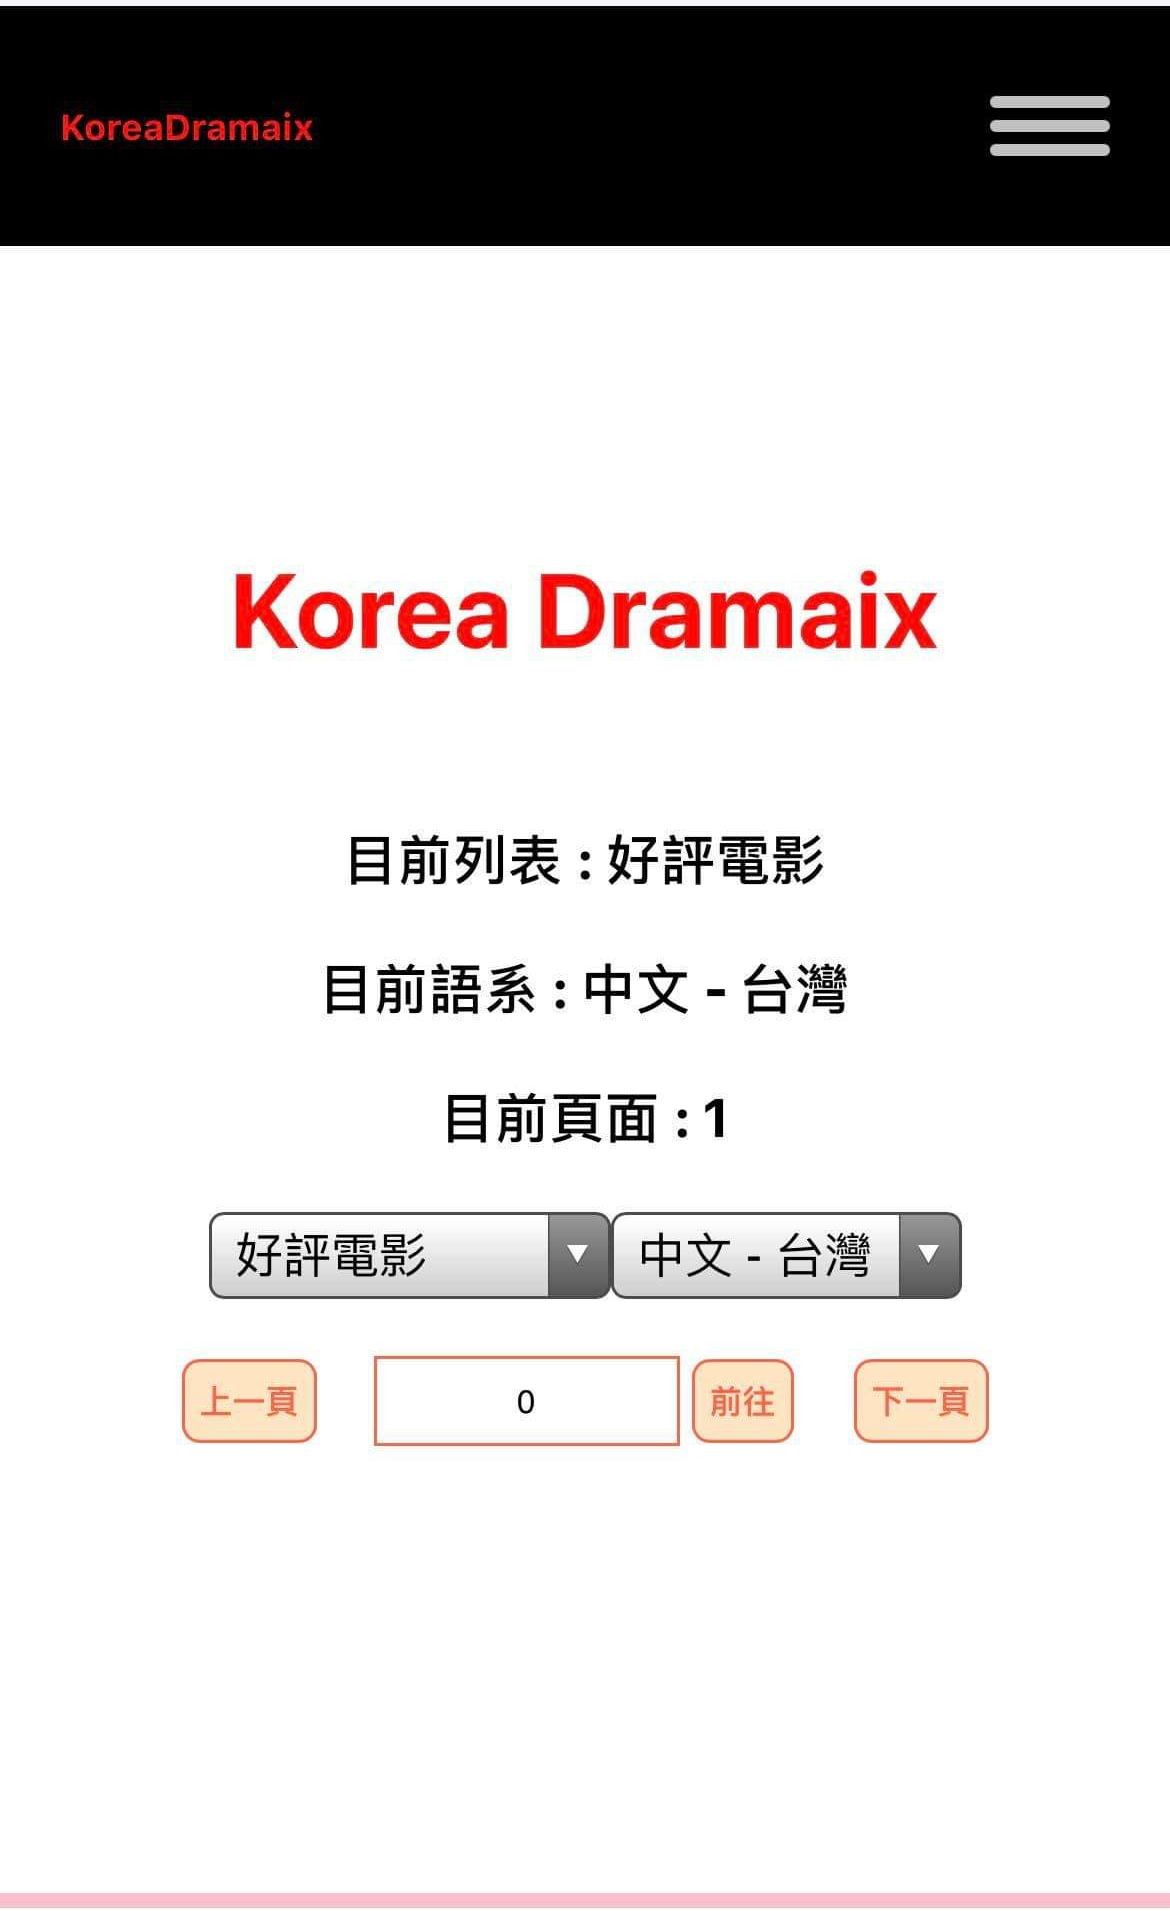 KoreaDramaix
Korea Dramaix
目前列表 : 好評電影
目前語系 : 中文 - 台灣
目前頁面 : 1
好評電影 中文 - 台灣
上一頁 0 前往 下一頁